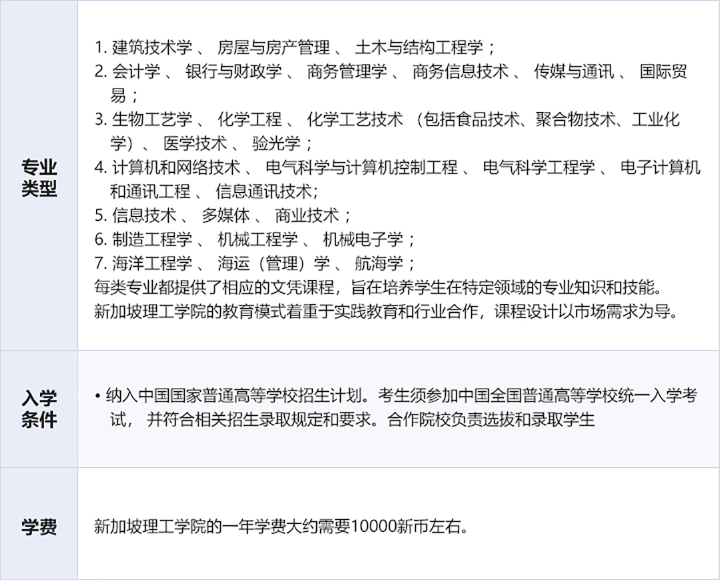 专业
类型
1. 建筑技术学 、 房屋与房产管理 、 土木与结构工程学 ；
2. 会计学 、 银行与财政学 、 商务管理学 、 商务信息技术 、 传媒与通讯 、 国际贸
易 ；
3. 生物工艺学 、 化学工程 、 化学工艺技术 （包括食品技术、聚合物技术、工业化
学）、 医学技术 、 验光学 ；
4. 计算机和网络技术 、 电气科学与计算机控制工程 、 电气科学工程学 、 电子计算机
和通讯工程 、 信息通讯技术；
5. 信息技术 、 多媒体 、 商业技术 ；
6. 制造工程学 、 机械工程学 、 机械电子学 ；
7. 海洋工程学 、 海运（管理）学 、 航海学 ；
每类专业都提供了相应的文凭课程，旨在培养学生在特定领域的专业知识和技能。
新加坡理工学院的教育模式着重于实践教育和行业合作，课程设计以市场需求为导。
入学
条件
• 纳入中国国家普通高等学校招生计划。考生须参加中国全国普通高等学校统一入学考
试， 并符合相关招生录取规定和要求。合作院校负责选拔和录取学生
学费
新加坡理工学院的一年学费大约需要10000新币左右。